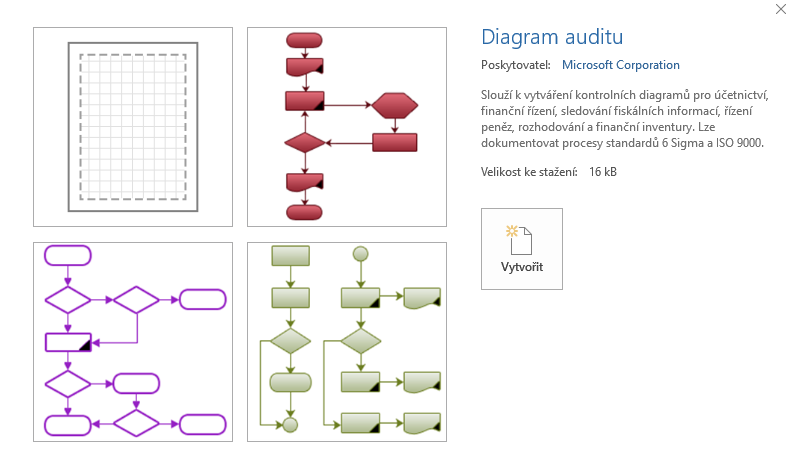 Diagram auditu
Poskytovatel: Microsoft Corporation
Slouží k vytváření kontrolních diagramů pro účetnictví,
finanční řízení, sledování fiskálních informací, řízení
peněz, rozhodování a finanční inventury. Lze
dokumentovat procesy standardů 6 Sigma a ISO 9000.
Velikost ke stažení: 16 kB
Vytvořit